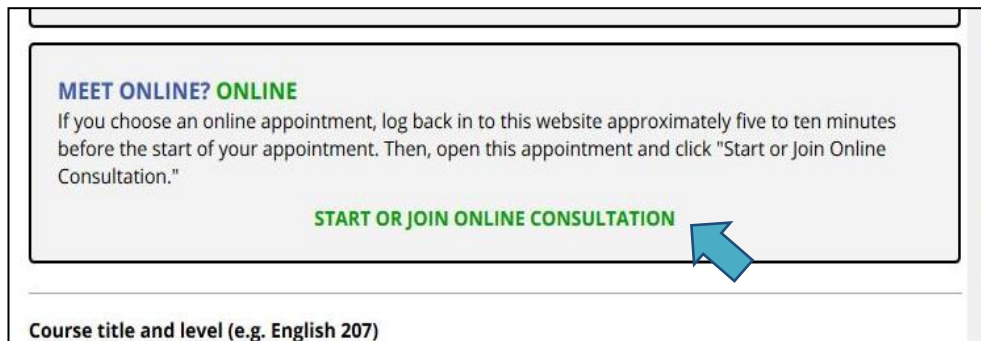 MEET ONLINE? ONLINE
If you choose an online appointment, log back in to this website approximately five to ten minutes
before the start of your appointment. Then, open this appointment and click "Start or Join Online
Consultation."
START OR JOIN ONLINE CONSULTATION
Course title and level (e.g. English 207)